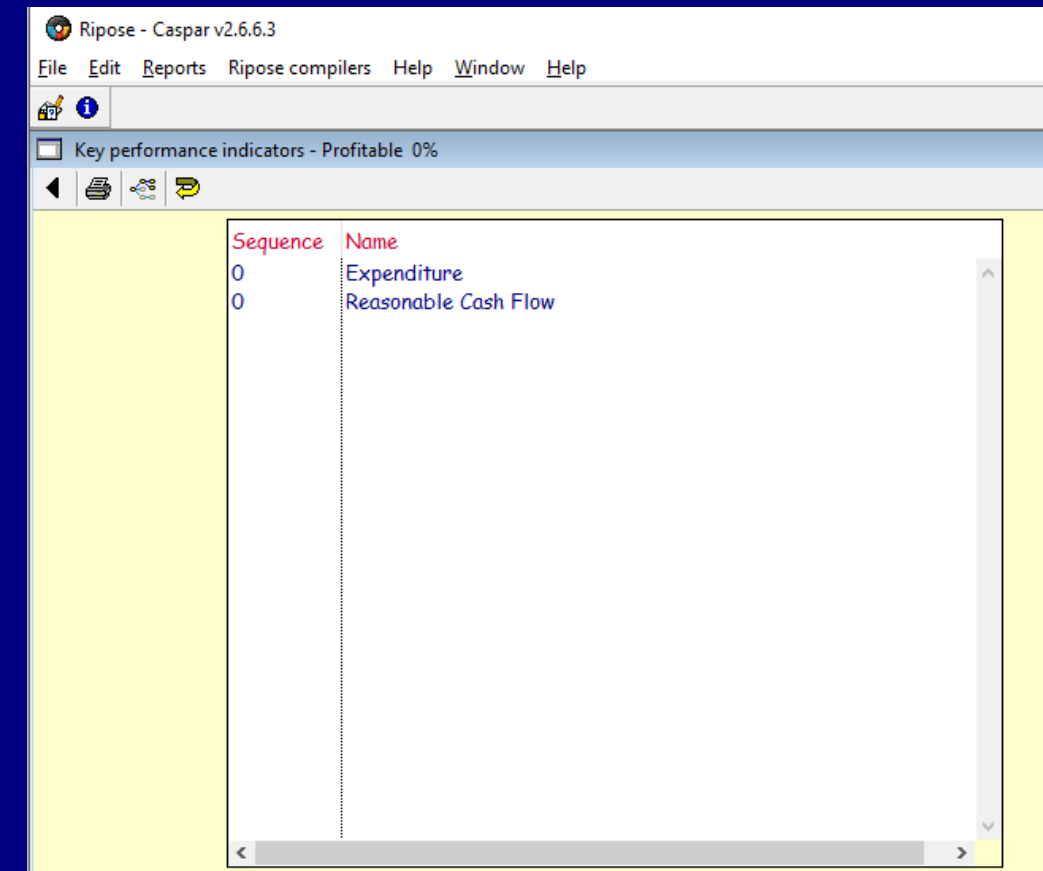 Ripose - Caspar v2.6.6.3
File Edit Reports Ripose compilers Help Window Help
Key performance indicators - Profitable 0%
Sequence Name
0 Expenditure
0 Reasonable Cash Flow